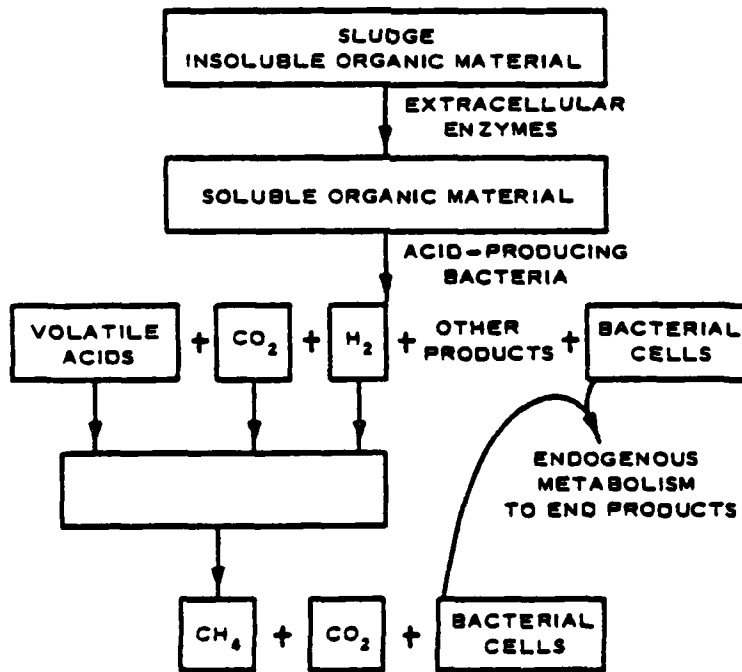 SLUDGE
INSOLUBLE ORGANIC MATERIAL
EXTRACELLULAR
ENZYMES
SOLUBLE ORGANIC MATERIAL
ACID-PRODUCING
BACTERIA
VOLATILE
ACIDS
+
CO₂
+
H₂
+
OTHER
PRODUCTS
+
BACTERIAL
CELLS
ENDOGENOUS
METABOLISM
TO END PRODUCTS
CH₄
+
CO₂
+
BACTERIAL
CELLS